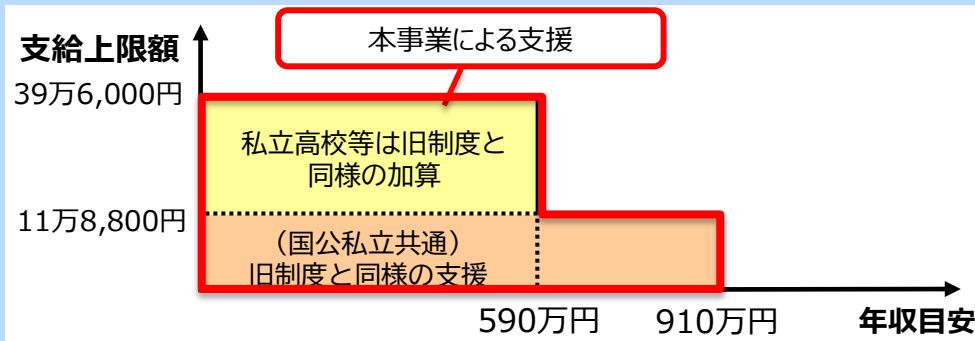 本事業による支援
支給上限額
39万6,000円
私立高校等は旧制度と
同様の加算
11万8,800円
（国公私立共通）
旧制度と同様の支援
590万円
910万円
年収目安